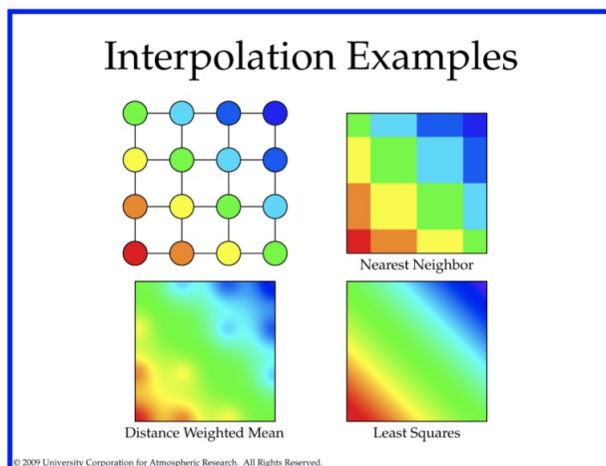 Interpolation Examples
Nearest Neighbor
Distance Weighted Mean
Least Squares
© 2009 University Corporation for Atmospheric Research. All Rights Reserved.